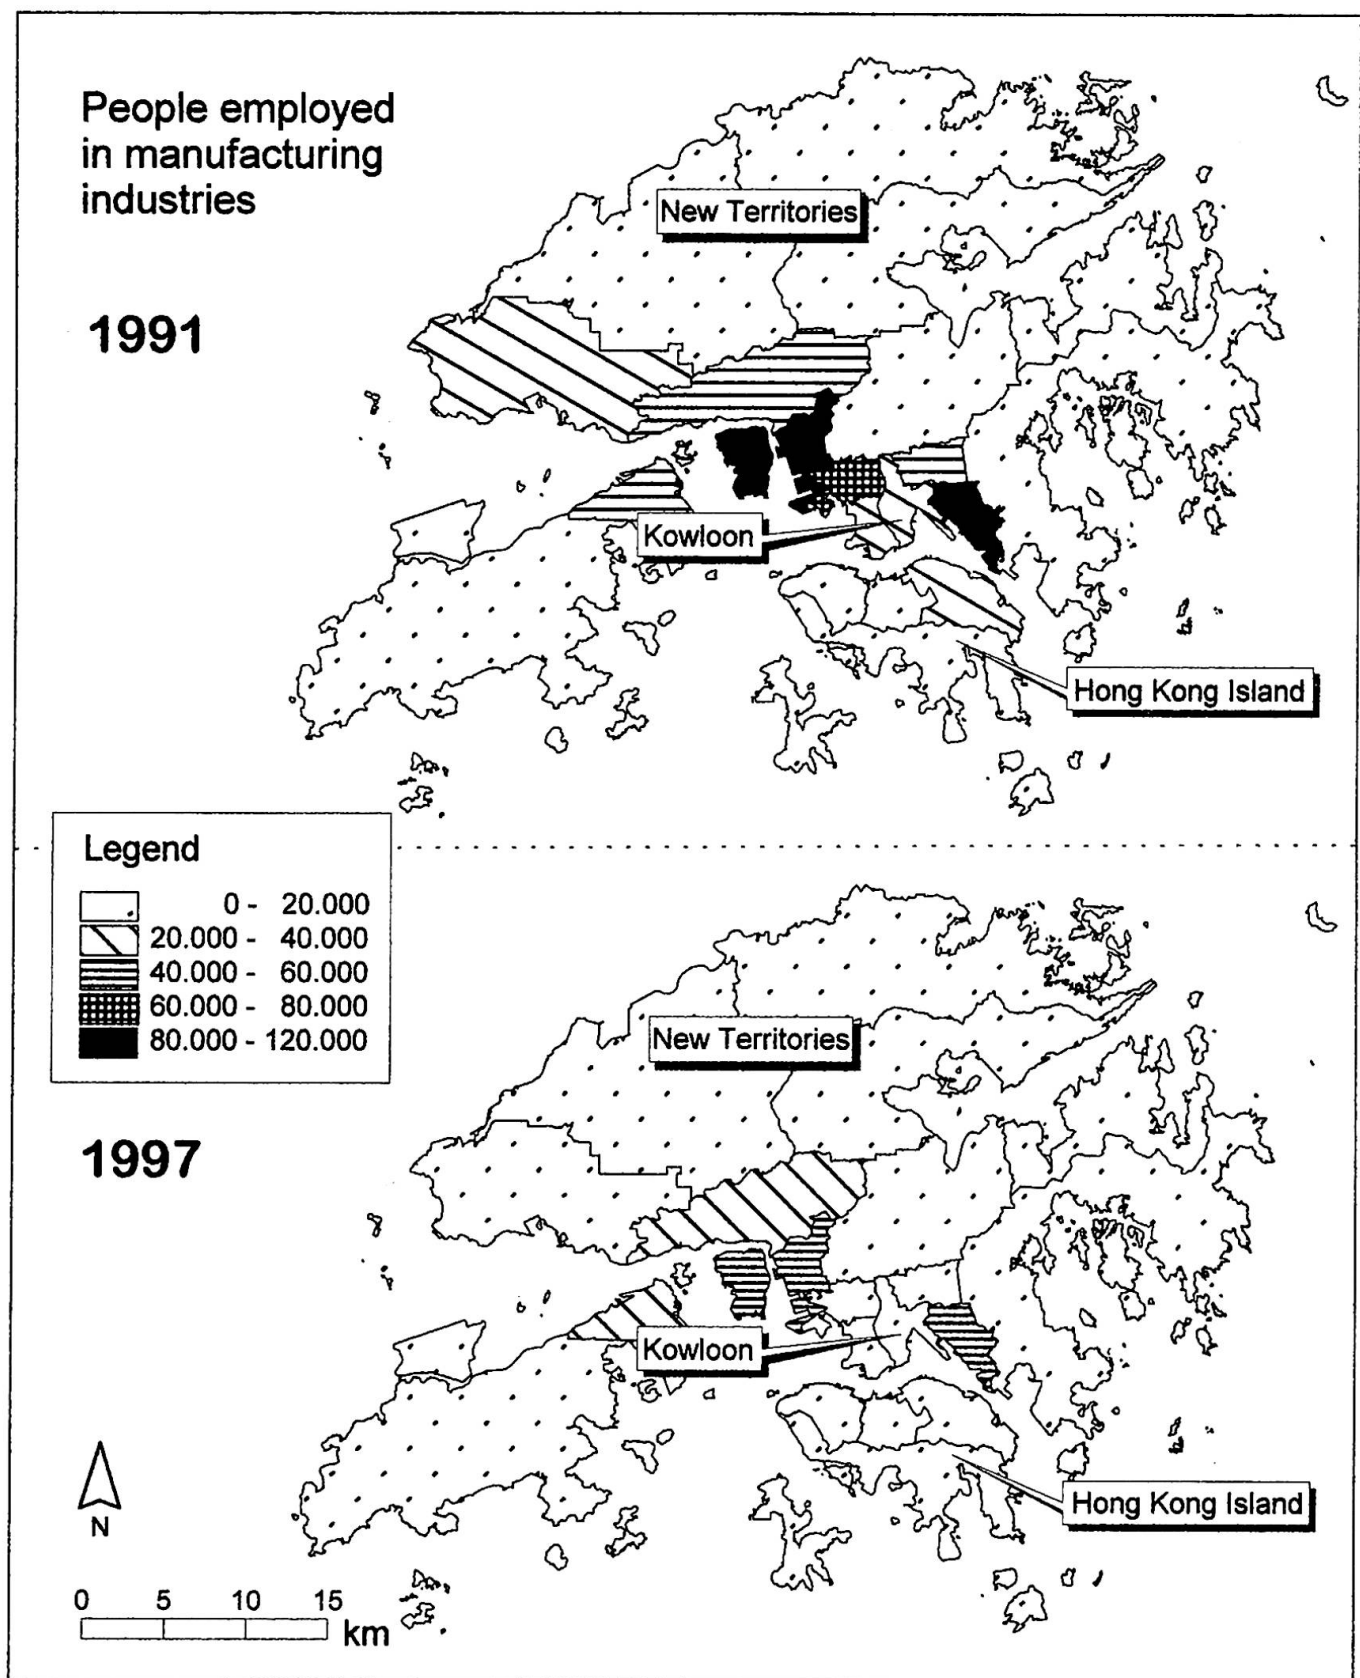 People employed
in manufacturing
industries
New Territories
1991
Kowloon
Hong Kong Island
Legend
0 - 20.000
20.000 - 40.000
40.000 - 60.000
60.000 - 80.000
80.000 - 120.000
New Territories
1997
Kowloon
Hong Kong Island
N
0 5 10 15
km